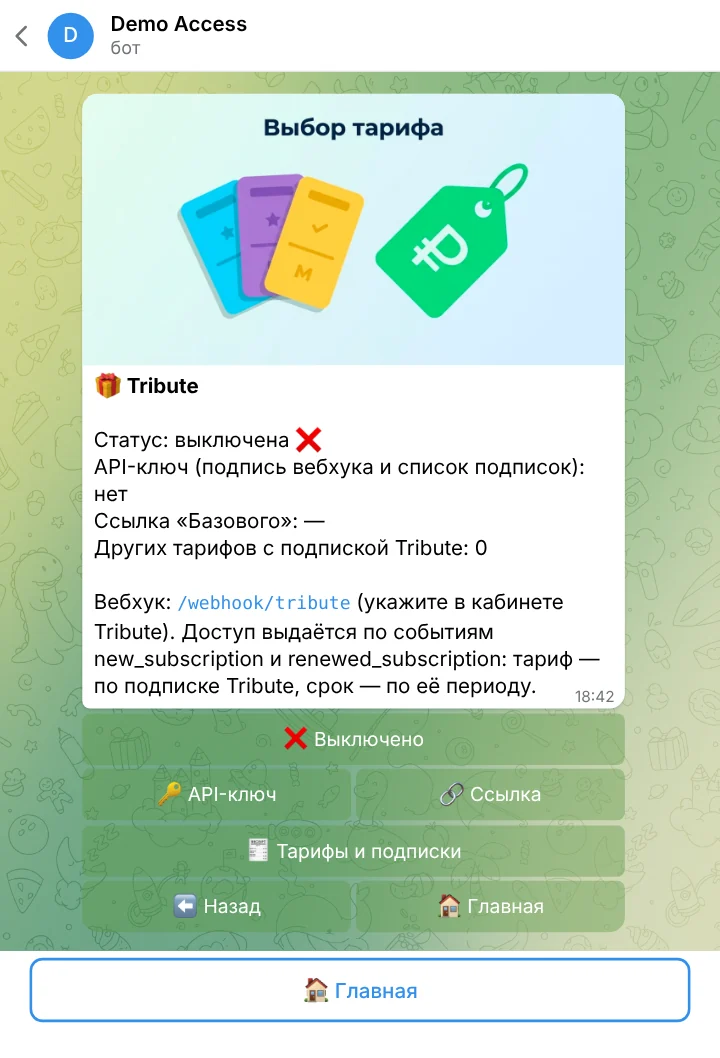 D
Demo Access
бот
Выбор тарифа
М
🎁 Tribute
Статус: выключена ❌
API-ключ (подпись вебхука и список подписок):
нет
Ссылка «Базового»: —
Других тарифов с подпиской Tribute: 0
Вебхук: /webhook/tribute (укажите в кабинете
Tribute). Доступ выдаётся по событиям
new_subscription и renewed_subscription: тариф —
по подписке Tribute, срок — по её периоду.
18:42
❌ Выключено
🔑 API-ключ
🔗 Ссылка
🧾 Тарифы и подписки
⬅️ Назад
🏠 Главная
🏠 Главная